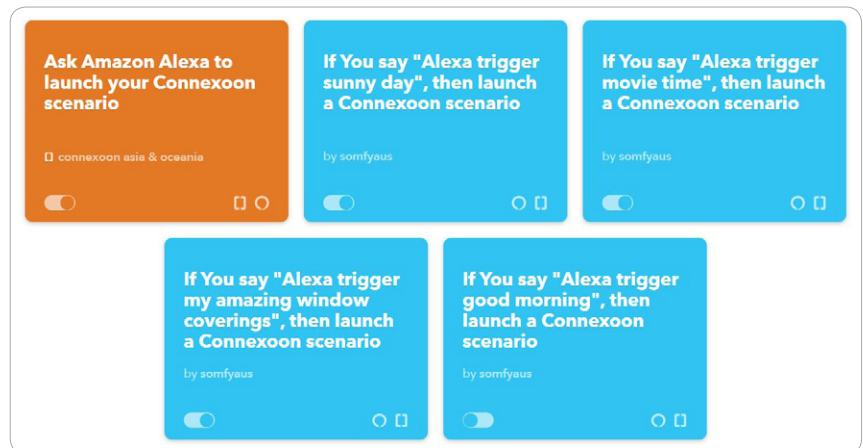 Ask Amazon Alexa to
launch your Connexoon
scenario
connexoon asia & oceania
If You say "Alexa trigger
sunny day", then launch
a Connexoon scenario
by somfyaus
If You say "Alexa trigger
movie time", then launch
a Connexoon scenario
by somfyaus
If You say "Alexa trigger
my amazing window
coverings", then launch
a Connexoon scenario
by somfyaus
If You say "Alexa trigger
good morning", then
launch a Connexoon
scenario
by somfyaus